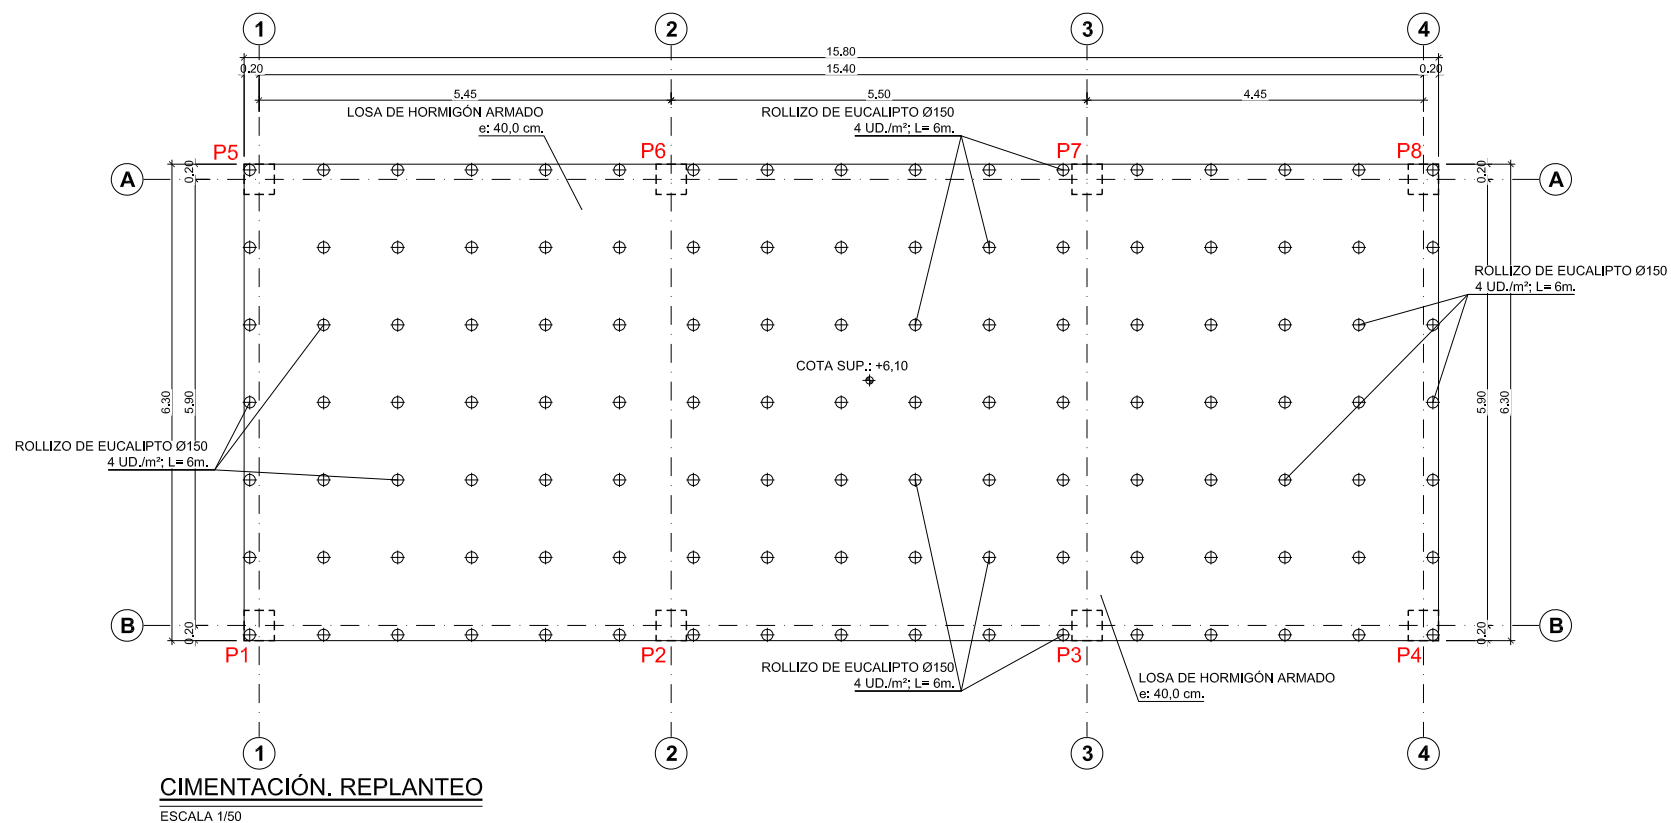 1 2 3 4
15.80
0.20 15.40 0.20
5.45 5.50 4.45
LOSA DE HORMIGÓN ARMADO
e: 40,0 cm.
ROLLIZO DE EUCALIPTO Ø150
4 UD./m²; L= 6m.
P5 P6 P7 P8
A 0.20 0.20 A
ROLLIZO DE EUCALIPTO Ø150
4 UD./m²; L= 6m.
COTA SUP.: +6,10
6.30 5.90 5.90 6.30
ROLLIZO DE EUCALIPTO Ø150
4 UD./m²; L= 6m.
B 0.20 0.20 B
P1 P2 P3 P4
ROLLIZO DE EUCALIPTO Ø150
4 UD./m²; L= 6m.
LOSA DE HORMIGÓN ARMADO
e: 40,0 cm.
1 2 3 4
CIMENTACIÓN. REPLANTEO
ESCALA 1/50